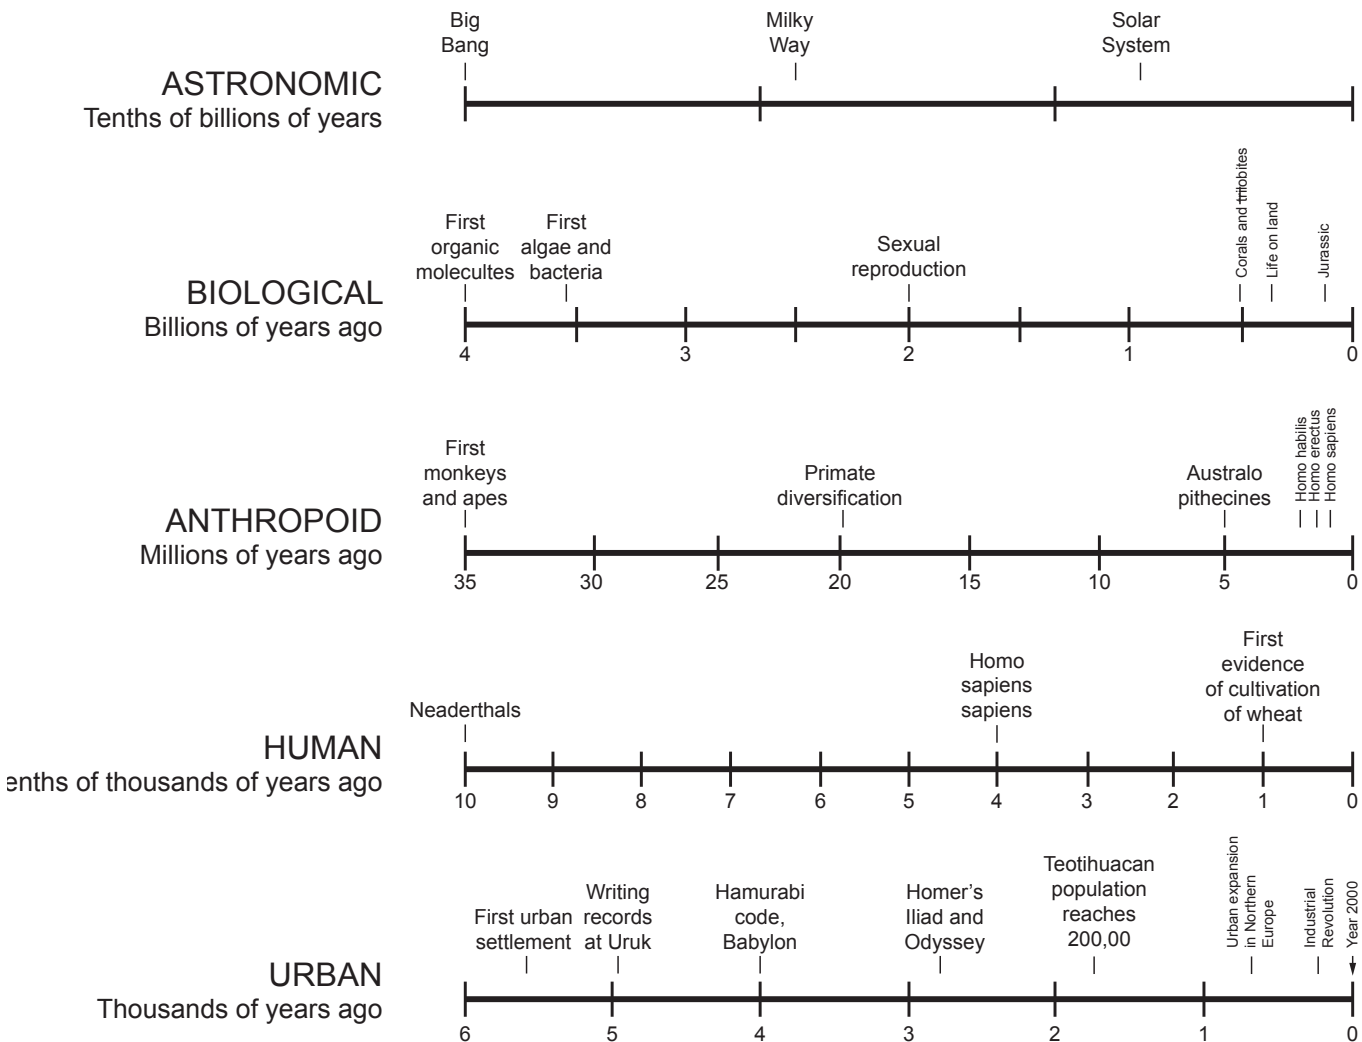 Big
Bang
Milky
Way
Solar
System
ASTRONOMIC
Tenths of billions of years
First
organic
molecultes
First
algae and
bacteria
Sexual
reproduction
Corals and trilobites
Life on land
Jurassic
BIOLOGICAL
Billions of years ago
4
3
2
1
0
First
monkeys
and apes
Primate
diversification
Australo
pithecines
Homo habilis
Homo erectus
Homo sapiens
ANTHROPOID
Millions of years ago
35
30
25
20
15
10
5
0
Neaderthals
Homo
sapiens
sapiens
First
evidence
of cultivation
of wheat
HUMAN
enths of thousands of years ago
10
9
8
7
6
5
4
3
2
1
0
First urban
settlement
Writing
records
at Uruk
Hamurabi
code,
Babylon
Homer's
Iliad and
Odyssey
Teotihuacan
population
reaches
200,00
Urban expansion
in Northern
Europe
Industrial
Revolution
Year 2000
URBAN
Thousands of years ago
6
5
4
3
2
1
0